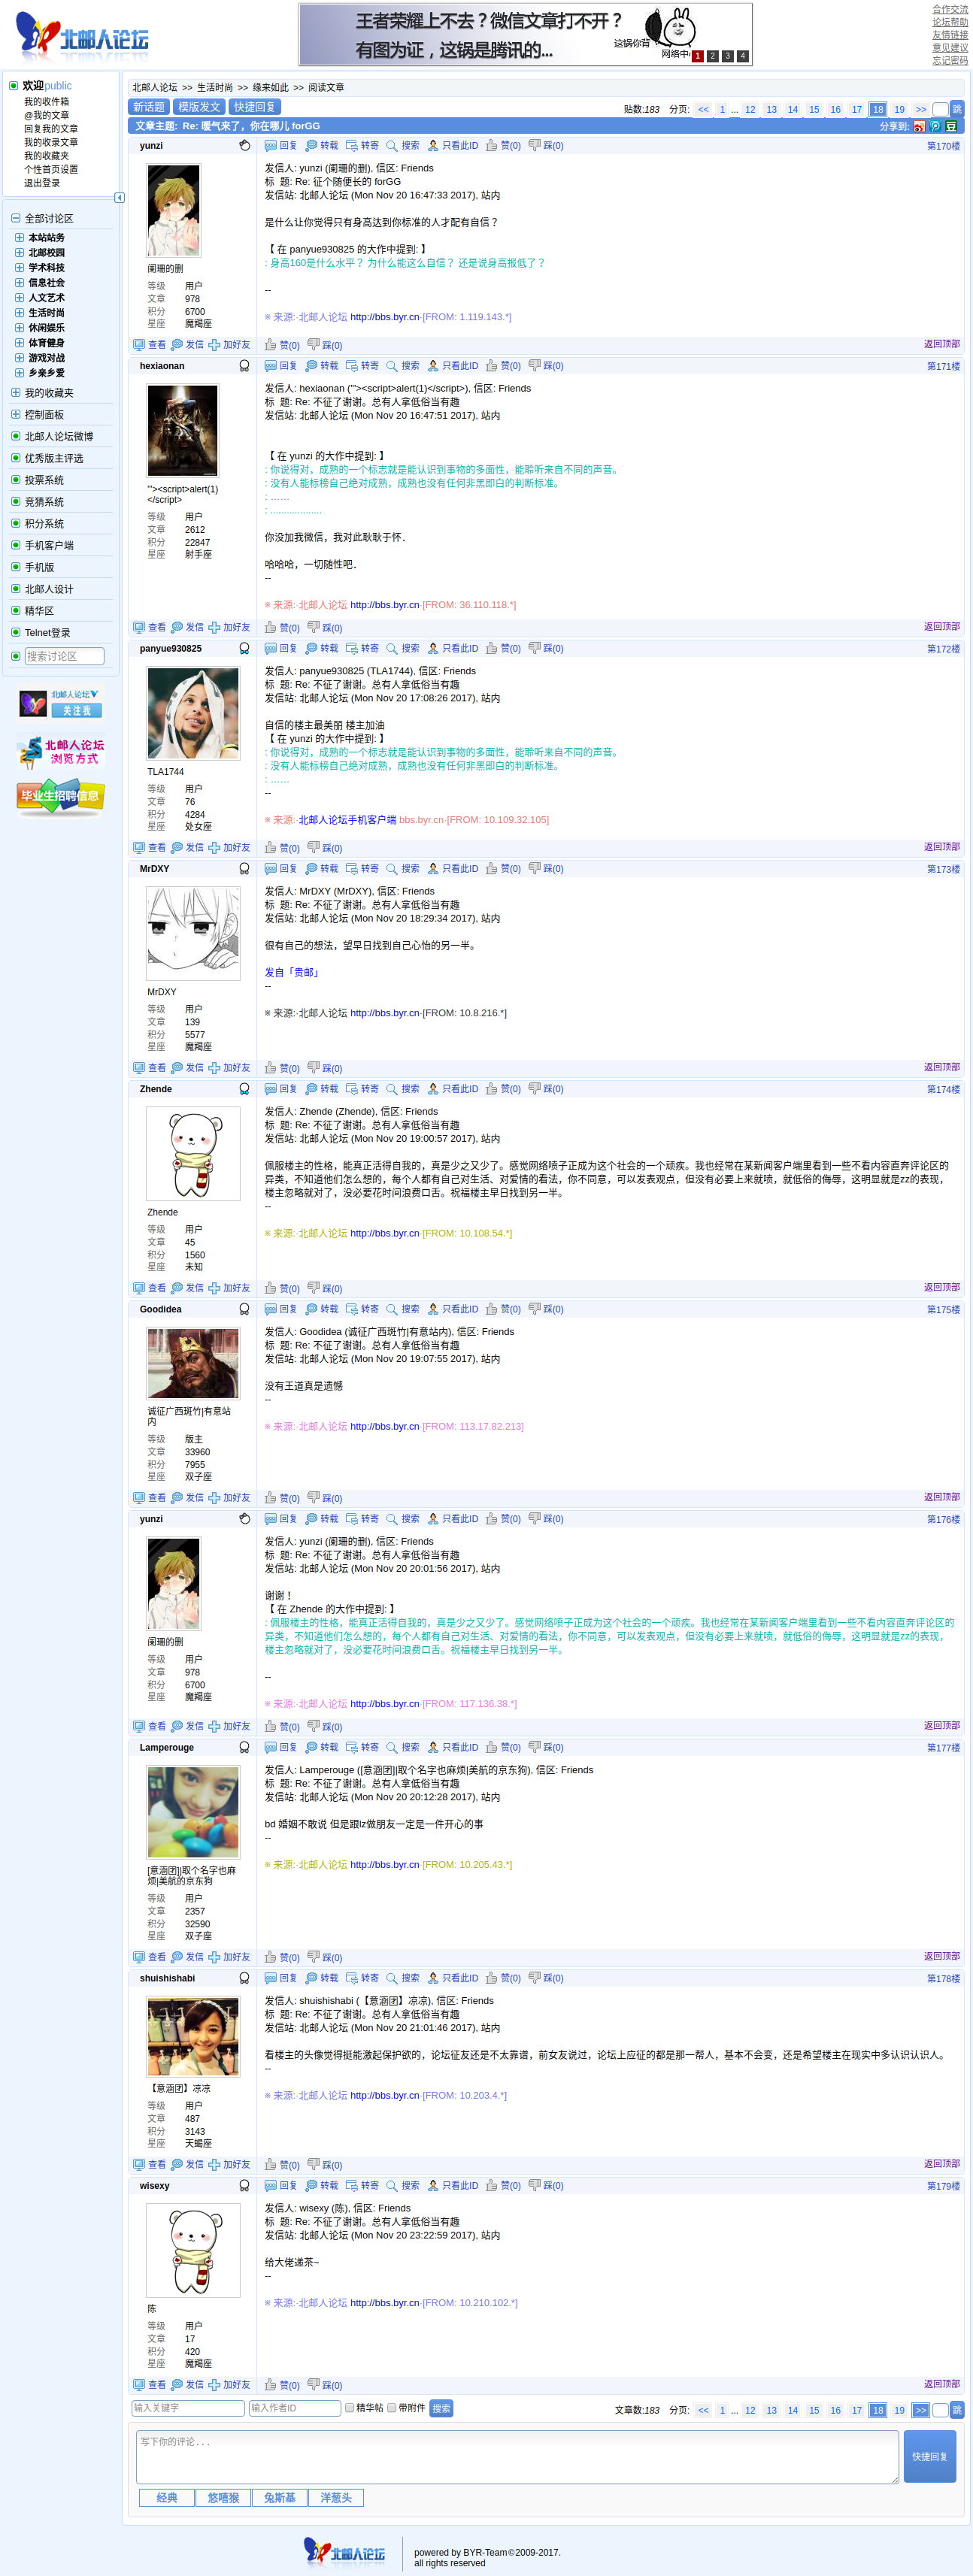 北邮人论坛
王者荣耀上不去？微信文章打不开？
有图为证，这锅是腾讯的...
这锅你背
网络中心
1 2 3 4
合作交流
论坛帮助
友情链接
意见建议
忘记密码
欢迎public
我的收件箱
@我的文章
回复我的文章
我的收录文章
我的收藏夹
个性首页设置
退出登录
全部讨论区
本站站务
北邮校园
学术科技
信息社会
人文艺术
生活时尚
休闲娱乐
体育健身
游戏对战
乡亲乡爱
我的收藏夹
控制面板
北邮人论坛微博
优秀版主评选
投票系统
竞猜系统
积分系统
手机客户端
手机版
北邮人设计
精华区
Telnet登录
搜索讨论区
北邮人论坛
关注我
北邮人论坛
浏览方式
毕业生招聘信息
北邮人论坛 >> 生活时尚 >> 缘来如此 >> 阅读文章
新话题 模版发文 快捷回复
贴数:183 分页: << 1 ... 12 13 14 15 16 17 18 19 >> 跳
文章主题: Re: 暖气来了，你在哪儿 forGG
分享到:
yunzi 回复 转载 转寄 搜索 只看此ID 赞(0) 踩(0) 第170楼
阑珊的删
等级 用户
文章 978
积分 6700
星座 魔羯座
发信人: yunzi (阑珊的删), 信区: Friends
标 题: Re: 征个随便长的 forGG
发信站: 北邮人论坛 (Mon Nov 20 16:47:33 2017), 站内
是什么让你觉得只有身高达到你标准的人才配有自信？
【 在 panyue930825 的大作中提到: 】
: 身高160是什么水平？ 为什么能这么自信？ 还是说身高报低了？
--
※ 来源:·北邮人论坛 http://bbs.byr.cn·[FROM: 1.119.143.*]
查看 发信 加好友 赞(0) 踩(0) 返回顶部
hexiaonan 回复 转载 转寄 搜索 只看此ID 赞(0) 踩(0) 第171楼
'"><script>alert(1)
</script>
等级 用户
文章 2612
积分 22847
星座 射手座
发信人: hexiaonan ('"><script>alert(1)</script>), 信区: Friends
标 题: Re: 不征了谢谢。总有人拿低俗当有趣
发信站: 北邮人论坛 (Mon Nov 20 16:47:51 2017), 站内
【 在 yunzi 的大作中提到: 】
: 你说得对，成熟的一个标志就是能认识到事物的多面性，能聆听来自不同的声音。
: 没有人能标榜自己绝对成熟，成熟也没有任何非黑即白的判断标准。
: ……
: ...................
你没加我微信，我对此耿耿于怀．
哈哈哈，一切随性吧．
--
※ 来源:·北邮人论坛 http://bbs.byr.cn·[FROM: 36.110.118.*]
查看 发信 加好友 赞(0) 踩(0) 返回顶部
panyue930825 回复 转载 转寄 搜索 只看此ID 赞(0) 踩(0) 第172楼
TLA1744
等级 用户
文章 76
积分 4284
星座 处女座
发信人: panyue930825 (TLA1744), 信区: Friends
标 题: Re: 不征了谢谢。总有人拿低俗当有趣
发信站: 北邮人论坛 (Mon Nov 20 17:08:26 2017), 站内
自信的楼主最美丽 楼主加油
【 在 yunzi 的大作中提到: 】
: 你说得对，成熟的一个标志就是能认识到事物的多面性，能聆听来自不同的声音。
: 没有人能标榜自己绝对成熟，成熟也没有任何非黑即白的判断标准。
: ……
--
※ 来源:·北邮人论坛手机客户端 bbs.byr.cn·[FROM: 10.109.32.105]
查看 发信 加好友 赞(0) 踩(0) 返回顶部
MrDXY 回复 转载 转寄 搜索 只看此ID 赞(0) 踩(0) 第173楼
MrDXY
等级 用户
文章 139
积分 5577
星座 魔羯座
发信人: MrDXY (MrDXY), 信区: Friends
标 题: Re: 不征了谢谢。总有人拿低俗当有趣
发信站: 北邮人论坛 (Mon Nov 20 18:29:34 2017), 站内
很有自己的想法，望早日找到自己心怡的另一半。
发自「贵邮」
--
※ 来源:·北邮人论坛 http://bbs.byr.cn·[FROM: 10.8.216.*]
查看 发信 加好友 赞(0) 踩(0) 返回顶部
Zhende 回复 转载 转寄 搜索 只看此ID 赞(0) 踩(0) 第174楼
Zhende
等级 用户
文章 45
积分 1560
星座 未知
发信人: Zhende (Zhende), 信区: Friends
标 题: Re: 不征了谢谢。总有人拿低俗当有趣
发信站: 北邮人论坛 (Mon Nov 20 19:00:57 2017), 站内
佩服楼主的性格，能真正活得自我的，真是少之又少了。感觉网络喷子正成为这个社会的一个顽疾。我也经常在某新闻客户端里看到一些不看内容直奔评论区的
异类，不知道他们怎么想的，每个人都有自己对生活、对爱情的看法，你不同意，可以发表观点，但没有必要上来就喷，就低俗的侮辱，这明显就是zz的表现，
楼主忽略就对了，没必要花时间浪费口舌。祝福楼主早日找到另一半。
--
※ 来源:·北邮人论坛 http://bbs.byr.cn·[FROM: 10.108.54.*]
查看 发信 加好友 赞(0) 踩(0) 返回顶部
Goodidea 回复 转载 转寄 搜索 只看此ID 赞(0) 踩(0) 第175楼
诚征广西斑竹|有意站
内
等级 版主
文章 33960
积分 7955
星座 双子座
发信人: Goodidea (诚征广西斑竹|有意站内), 信区: Friends
标 题: Re: 不征了谢谢。总有人拿低俗当有趣
发信站: 北邮人论坛 (Mon Nov 20 19:07:55 2017), 站内
没有王道真是遗憾
--
※ 来源:·北邮人论坛 http://bbs.byr.cn·[FROM: 113.17.82.213]
查看 发信 加好友 赞(0) 踩(0) 返回顶部
yunzi 回复 转载 转寄 搜索 只看此ID 赞(0) 踩(0) 第176楼
阑珊的删
等级 用户
文章 978
积分 6700
星座 魔羯座
发信人: yunzi (阑珊的删), 信区: Friends
标 题: Re: 不征了谢谢。总有人拿低俗当有趣
发信站: 北邮人论坛 (Mon Nov 20 20:01:56 2017), 站内
谢谢！
【 在 Zhende 的大作中提到: 】
: 佩服楼主的性格，能真正活得自我的，真是少之又少了。感觉网络喷子正成为这个社会的一个顽疾。我也经常在某新闻客户端里看到一些不看内容直奔评论区的
异类，不知道他们怎么想的，每个人都有自己对生活、对爱情的看法，你不同意，可以发表观点，但没有必要上来就喷，就低俗的侮辱，这明显就是zz的表现，
楼主忽略就对了，没必要花时间浪费口舌。祝福楼主早日找到另一半。
--
※ 来源:·北邮人论坛 http://bbs.byr.cn·[FROM: 117.136.38.*]
查看 发信 加好友 赞(0) 踩(0) 返回顶部
Lamperouge 回复 转载 转寄 搜索 只看此ID 赞(0) 踩(0) 第177楼
[意涵团]|取个名字也麻
烦|美航的京东狗
等级 用户
文章 2357
积分 32590
星座 双子座
发信人: Lamperouge ([意涵团]|取个名字也麻烦|美航的京东狗), 信区: Friends
标 题: Re: 不征了谢谢。总有人拿低俗当有趣
发信站: 北邮人论坛 (Mon Nov 20 20:12:28 2017), 站内
bd 婚姻不敢说 但是跟lz做朋友一定是一件开心的事
--
※ 来源:·北邮人论坛 http://bbs.byr.cn·[FROM: 10.205.43.*]
查看 发信 加好友 赞(0) 踩(0) 返回顶部
shuishishabi 回复 转载 转寄 搜索 只看此ID 赞(0) 踩(0) 第178楼
【意涵团】凉凉
等级 用户
文章 487
积分 3143
星座 天蝎座
发信人: shuishishabi (【意涵团】凉凉), 信区: Friends
标 题: Re: 不征了谢谢。总有人拿低俗当有趣
发信站: 北邮人论坛 (Mon Nov 20 21:01:46 2017), 站内
看楼主的头像觉得挺能激起保护欲的，论坛征友还是不太靠谱，前女友说过，论坛上应征的都是那一帮人，基本不会变，还是希望楼主在现实中多认识认识人。
--
※ 来源:·北邮人论坛 http://bbs.byr.cn·[FROM: 10.203.4.*]
查看 发信 加好友 赞(0) 踩(0) 返回顶部
wisexy 回复 转载 转寄 搜索 只看此ID 赞(0) 踩(0) 第179楼
陈
等级 用户
文章 17
积分 420
星座 魔羯座
发信人: wisexy (陈), 信区: Friends
标 题: Re: 不征了谢谢。总有人拿低俗当有趣
发信站: 北邮人论坛 (Mon Nov 20 23:22:59 2017), 站内
给大佬递茶~
--
※ 来源:·北邮人论坛 http://bbs.byr.cn·[FROM: 10.210.102.*]
查看 发信 加好友 赞(0) 踩(0) 返回顶部
输入关键字 输入作者ID 精华帖 带附件 搜索
文章数:183 分页: << 1 ... 12 13 14 15 16 17 18 19 >> 跳
写下你的评论...
快捷回复
经典 悠嘻猴 兔斯基 洋葱头
北邮人论坛
powered by BYR-Team©2009-2017.
all rights reserved